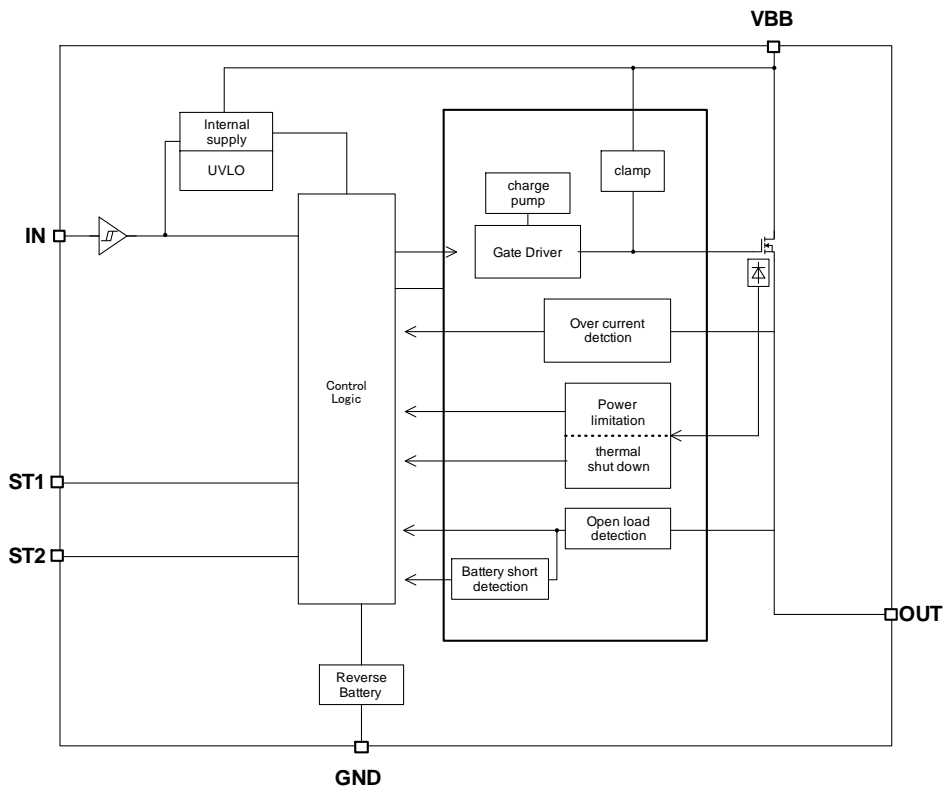 VBB
Internal
supply
UVLO
clamp
charge
pump
IN
Gate Driver
Over current
detction
Control
Logic
Power
limitation
thermal
shut down
ST1
Open load
detection
ST2
Battery short
detection
OUT
Reverse
Battery
GND